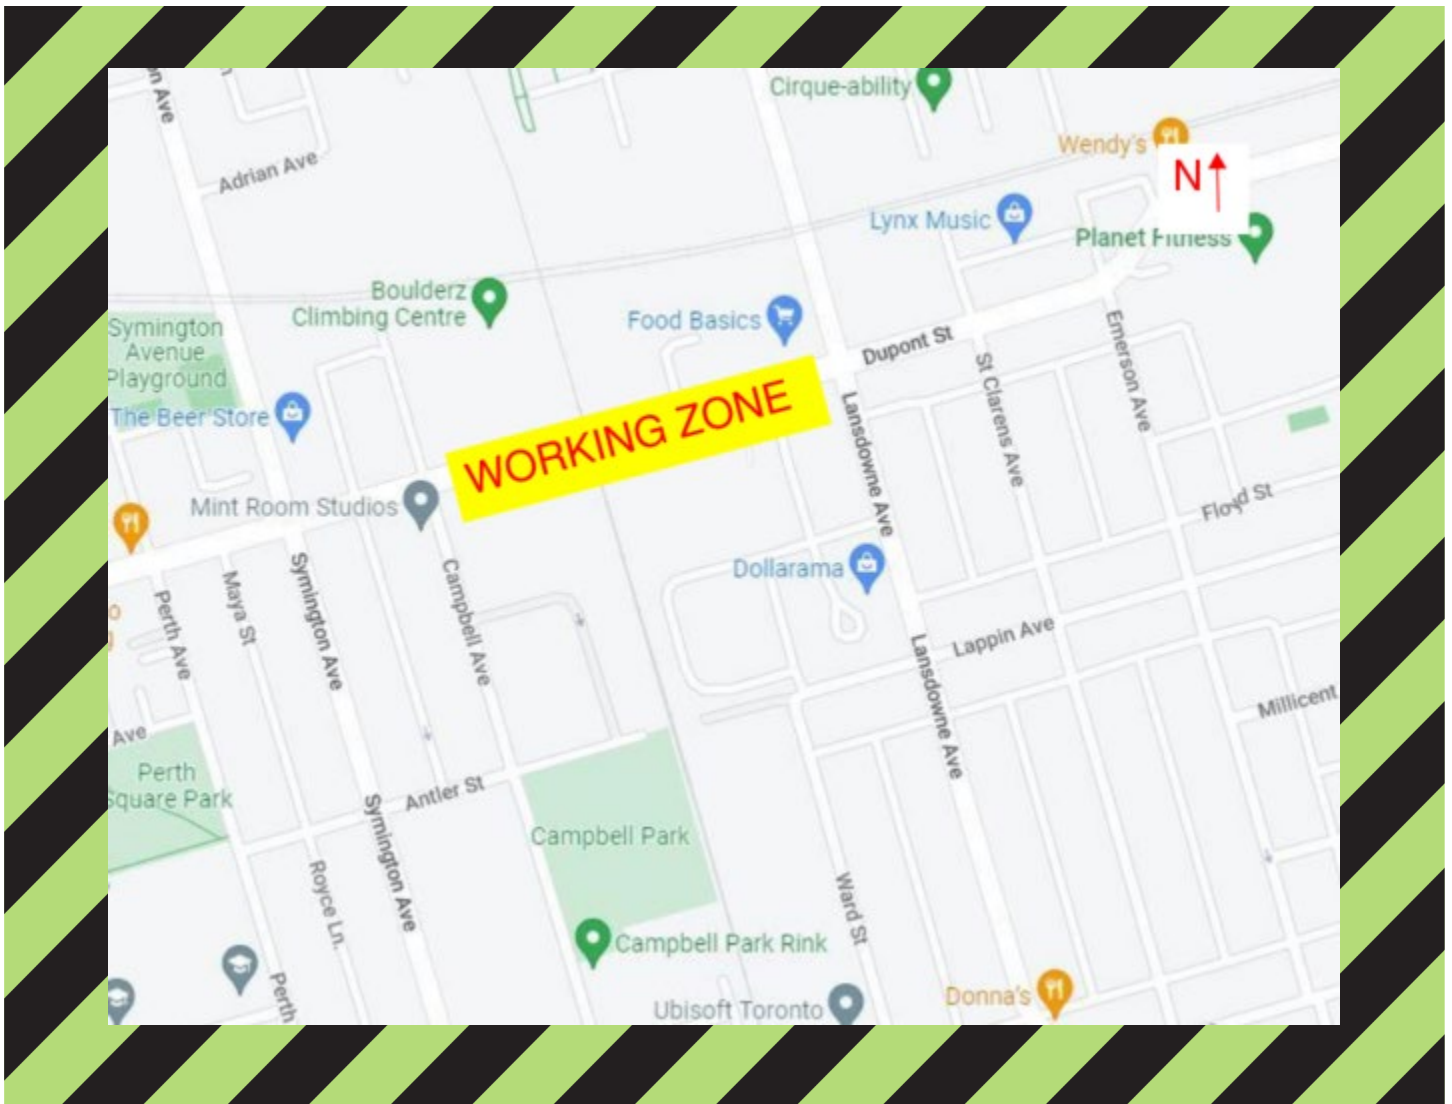 on Ave
Adrian Ave
Cirque-ability
Wendy's
N
Lynx Music
Planet Fitness
Boulderz
Climbing Centre
Food Basics
Symington
Avenue
Playground
The Beer Store
Dupont St
St Clarens Ave
Emerson Ave
WORKING ZONE
Lansdowne Ave
Mint Room Studios
Floyd St
Dollarama
Perth Ave
Maya St
Symington Ave
Campbell Ave
Lappin Ave
Lansdowne Ave
Millicent
Ave
Perth
Square Park
Antler St
Symington Ave
Campbell Park
Royce Ln.
Ward St
Campbell Park Rink
Perth
Ubisoft Toronto
Donna's